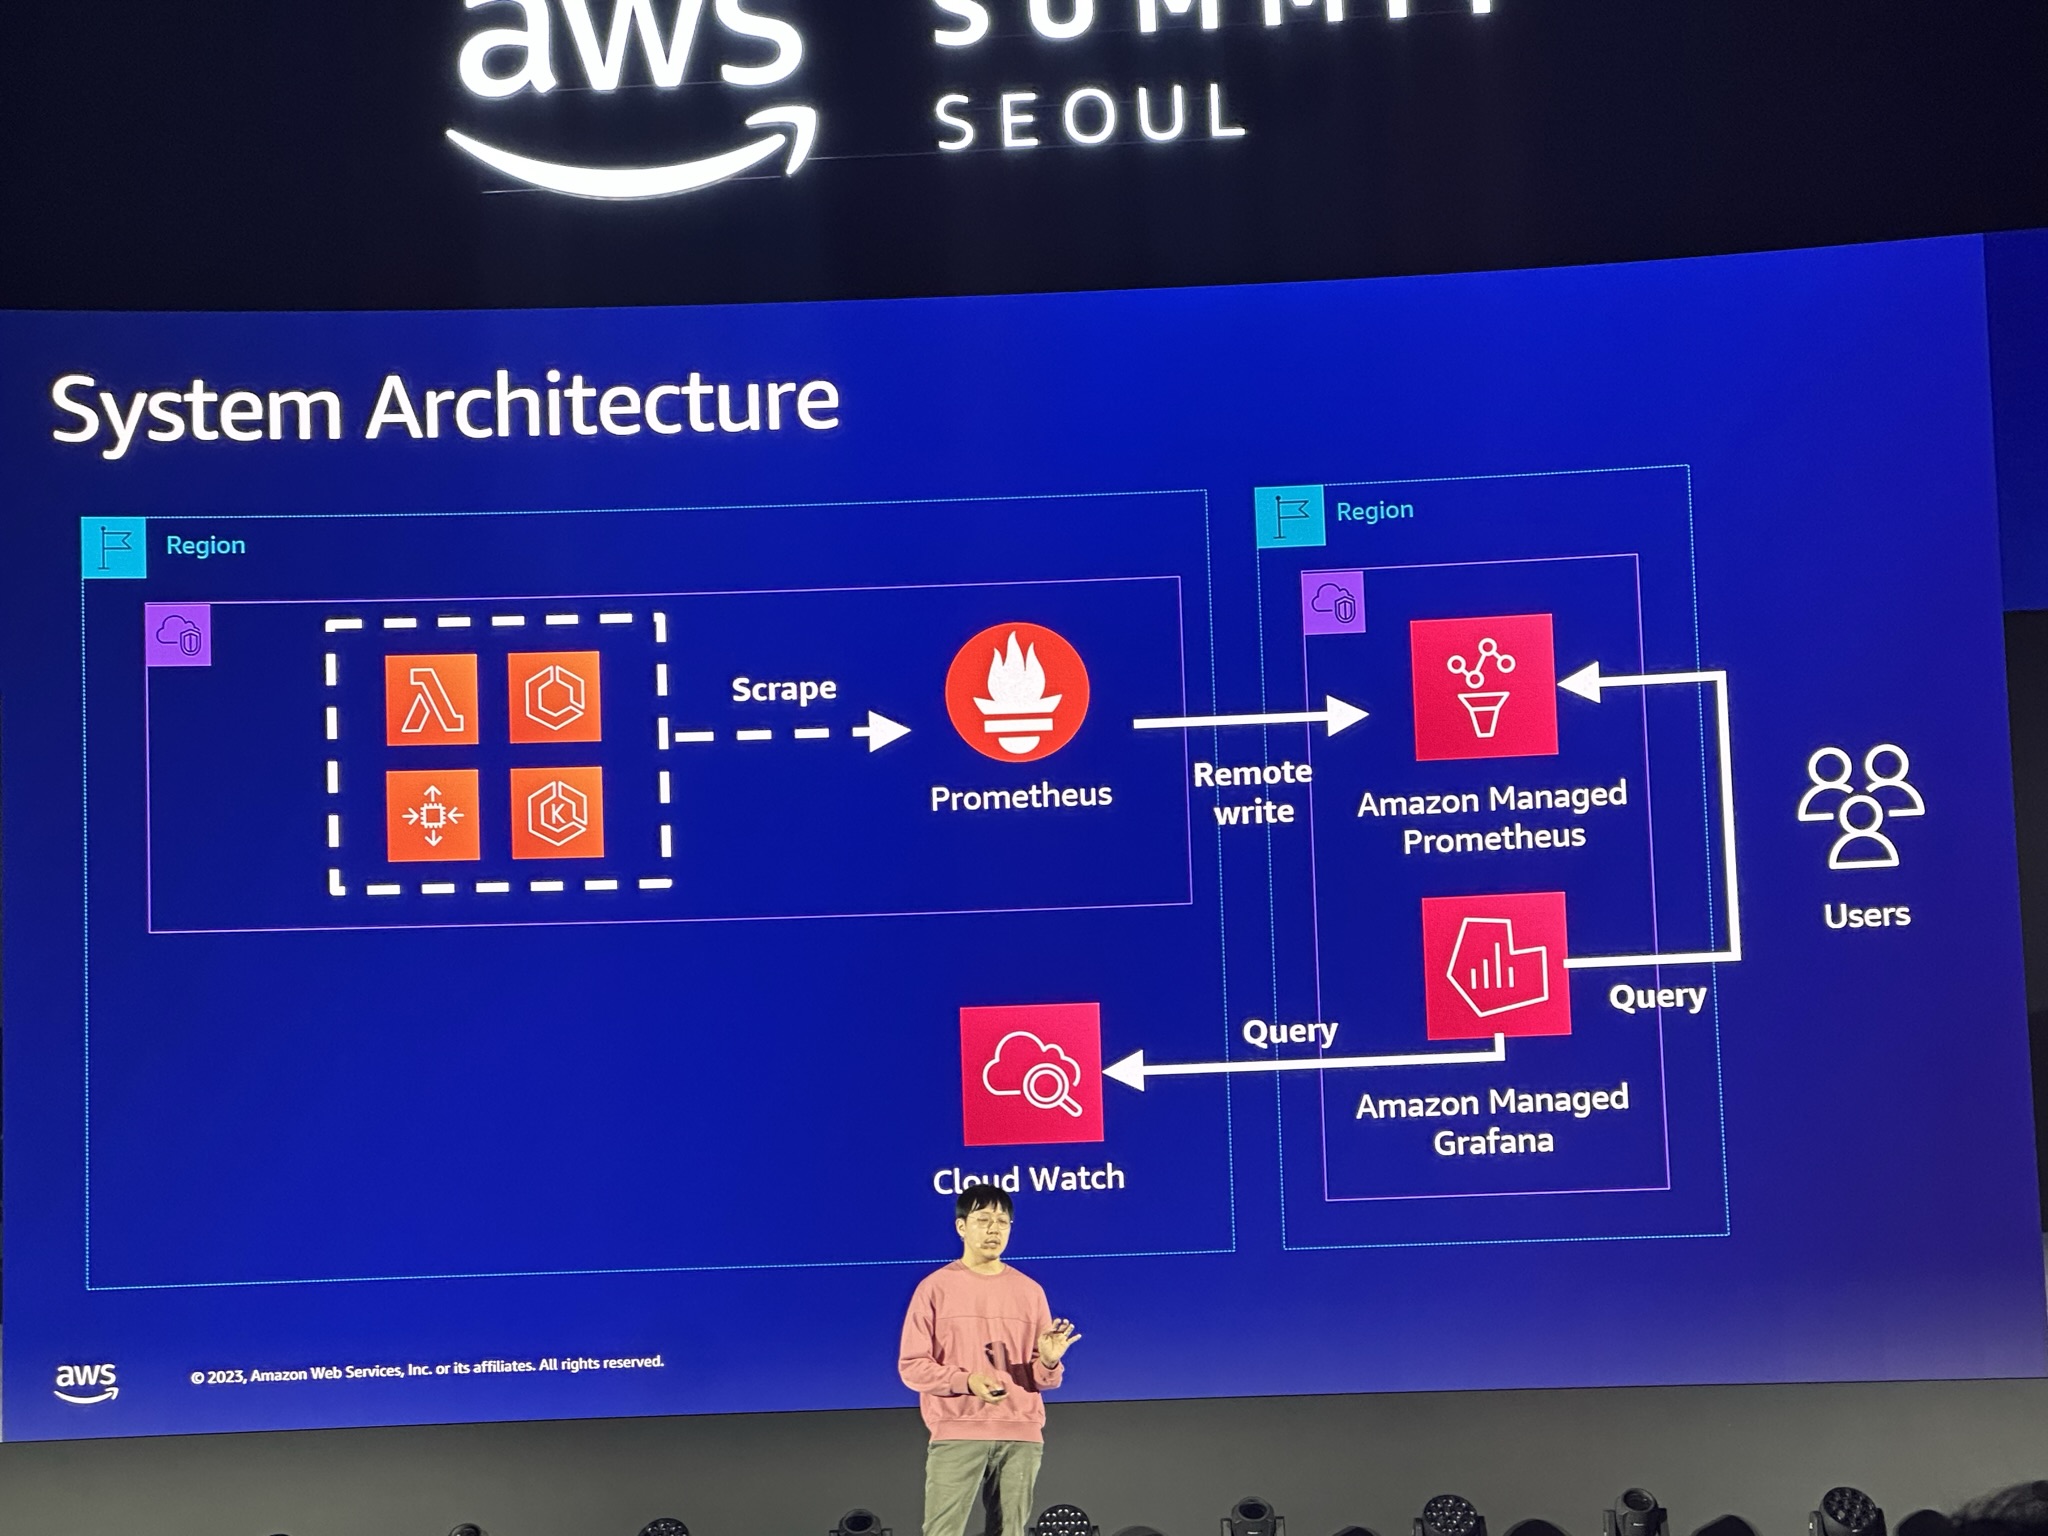 aws SUMMIT
SEOUL
System Architecture
Region
Region
Scrape
Prometheus
Remote
write
Amazon Managed
Prometheus
Users
Query
Query
Amazon Managed
Grafana
Cloud Watch
K
aws
© 2023, Amazon Web Services, Inc. or its affiliates. All rights reserved.